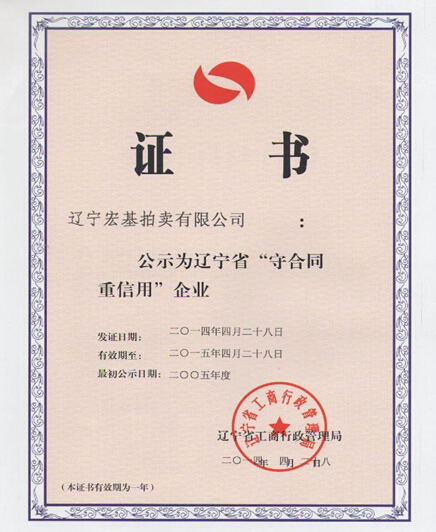 证 书
辽宁宏基拍卖有限公司 ：
公示为辽宁省“守合同
重信用”企业
发证日期：二〇一四年四月二十八日
有效期至：二〇一五年四月二十八日
最初公示日期：二〇〇五年度
辽宁省工商行政管理局
辽宁省工商行政管理局
二〇一四年 四月二十八日
（本证书有效期为一年）